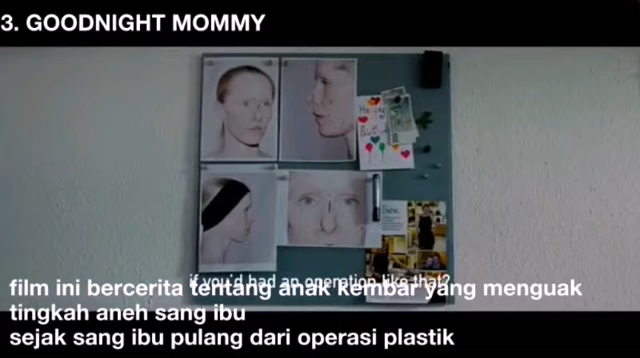 3. GOODNIGHT MOMMY
if you'd had an operation like that?
film ini bercerita tentang anak kembar yang menguak
tingkah aneh sang ibu
sejak sang ibu pulang dari operasi plastik